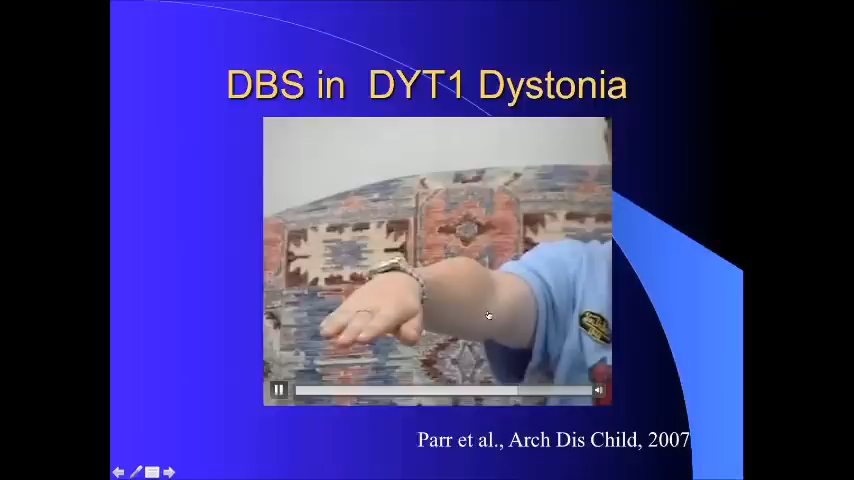 DBS in DYT1 Dystonia
Parr et al., Arch Dis Child, 2007